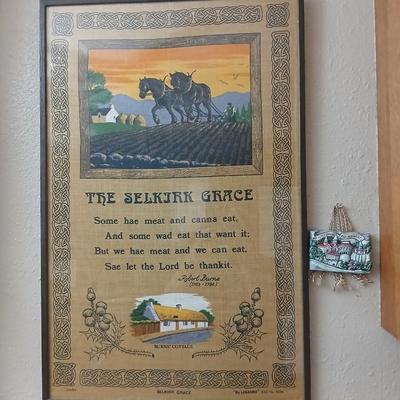 THE SELKIRK GRACE
Some hae meat and canna eat,
And some wad eat that want it;
But we hae meat and we can eat,
Sae let the Lord be thankit.
Robert Burns
(1759 - 1796)
BURNS' COTTAGE
SELKIRK GRACE